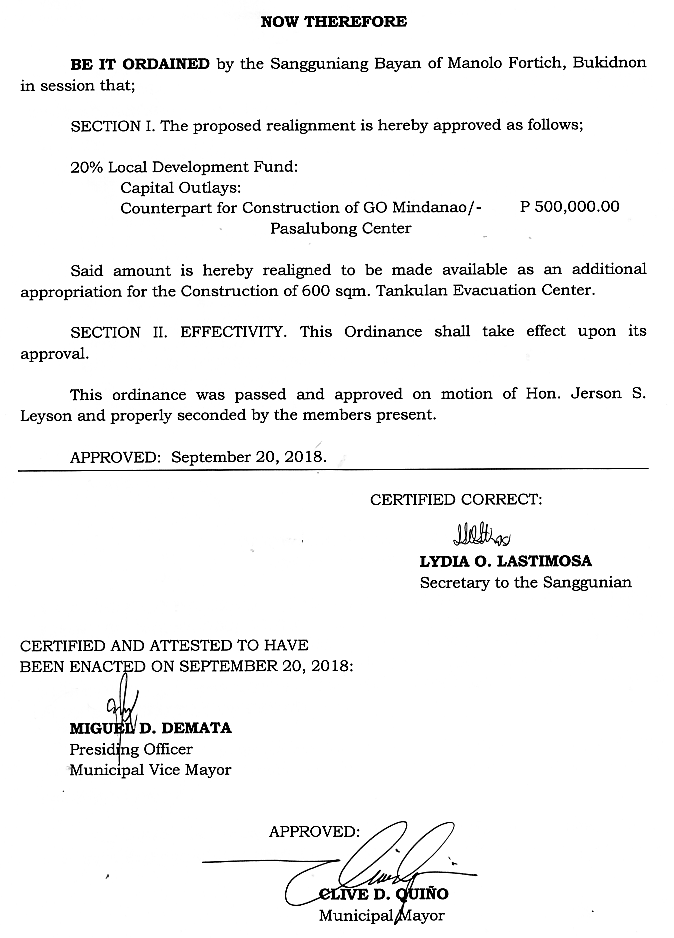 NOW THEREFORE
BE IT ORDAINED by the Sangguniang Bayan of Manolo Fortich, Bukidnon
in session that;
SECTION I. The proposed realignment is hereby approved as follows;
20% Local Development Fund:
Capital Outlays:
Counterpart for Construction of GO Mindanao/- P 500,000.00
Pasalubong Center
Said amount is hereby realigned to be made available as an additional
appropriation for the Construction of 600 sqm. Tankulan Evacuation Center.
SECTION II. EFFECTIVITY. This Ordinance shall take effect upon its
approval.
This ordinance was passed and approved on motion of Hon. Jerson S.
Leyson and properly seconded by the members present.
APPROVED: September 20, 2018.
CERTIFIED CORRECT:
LYDIA O. LASTIMOSA
Secretary to the Sanggunian
CERTIFIED AND ATTESTED TO HAVE
BEEN ENACTED ON SEPTEMBER 20, 2018:
MIGUEL D. DEMATA
Presiding Officer
Municipal Vice Mayor
APPROVED:
CLIVE D. QUIÑO
Municipal Mayor